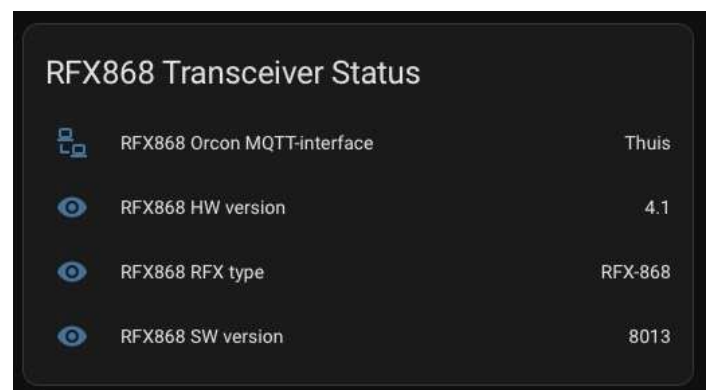 RFX868 Transceiver Status
RFX868 Orcon MQTT-interface Thuis
RFX868 HW version 4.1
RFX868 RFX type RFX-868
RFX868 SW version 8013